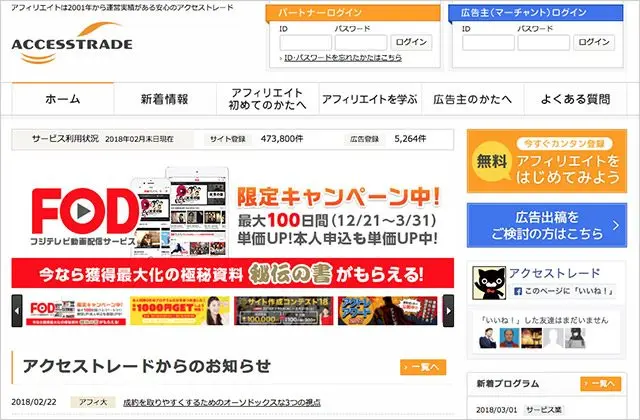 アフィリエイトは2001年から運営実績がある安心のアクセストレード
ACCESSTRADE
パートナーログイン
ID パスワード
ログイン
ID・パスワードを忘れたかたはこちら
広告主(マーチャント)ログイン
ID パスワード
ログイン
ホーム
新着情報
アフィリエイト
初めてのかたへ
アフィリエイトを学ぶ
広告主のかたへ
よくある質問
サービス利用状況 2018年02月末日現在 サイト登録 473,800件 広告登録 5,264件
FOD
フジテレビ動画配信サービス
限定キャンペーン中!
最大100日間(12/21～3/31)
単価UP!本人申込も単価UP中!
今なら獲得最大化の極秘資料 秘伝の書 がもらえる!
FOD 限定キャンペーン中!
1000円GET
サイト作成コンテスト18
¥100,000
アクセストレードからのお知らせ
一覧へ
2018/02/22 アフィ大 成約を取りやすくするためのオーソドックスな3つの視点
今すぐカンタン登録
無料
アフィリエイトを
はじめてみよう
広告出稿を
ご検討の方はこちら
アクセストレード
このページに「いいね!」
「いいね!」した友達はまだいません
新着プログラム
一覧へ
2018/03/01 サービス業